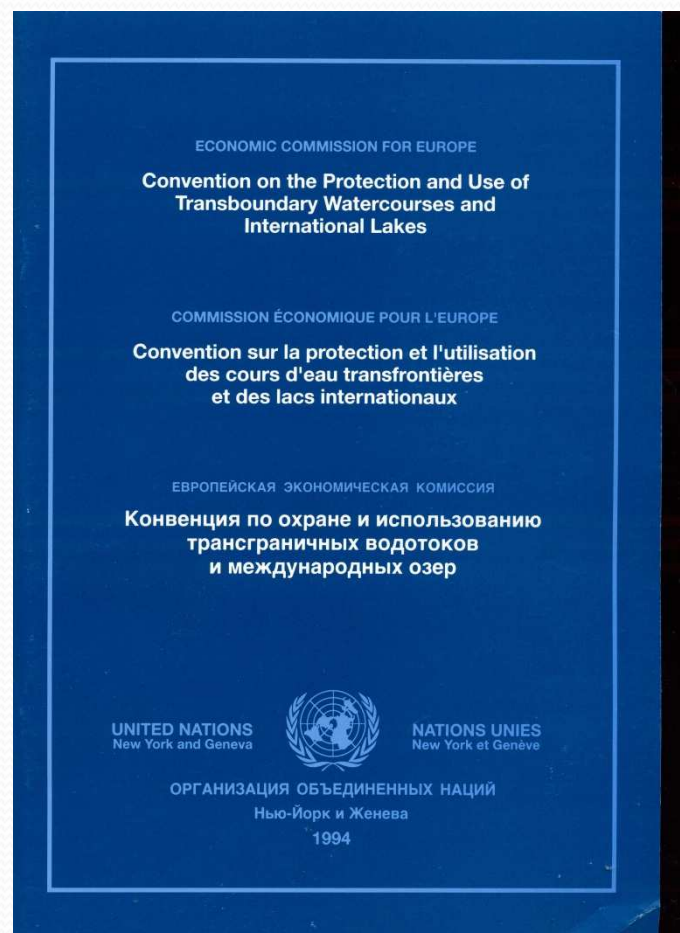 ECONOMIC COMMISSION FOR EUROPE
Convention on the Protection and Use of
Transboundary Watercourses and
International Lakes
COMMISSION ÉCONOMIQUE POUR L'EUROPE
Convention sur la protection et l'utilisation
des cours d'eau transfrontières
et des lacs internationaux
ЕВРОПЕЙСКАЯ ЭКОНОМИЧЕСКАЯ КОМИССИЯ
Конвенция по охране и использованию
трансграничных водотоков
и международных озер
UNITED NATIONS
New York and Geneva
NATIONS UNIES
New York et Genève
ОРГАНИЗАЦИЯ ОБЪЕДИНЕННЫХ НАЦИЙ
Нью-Йорк и Женева
1994